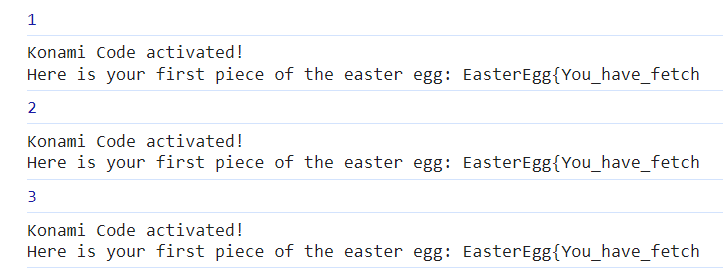 1
Konami Code activated!
Here is your first piece of the easter egg: EasterEgg{You_have_fetch
2
Konami Code activated!
Here is your first piece of the easter egg: EasterEgg{You_have_fetch
3
Konami Code activated!
Here is your first piece of the easter egg: EasterEgg{You_have_fetch